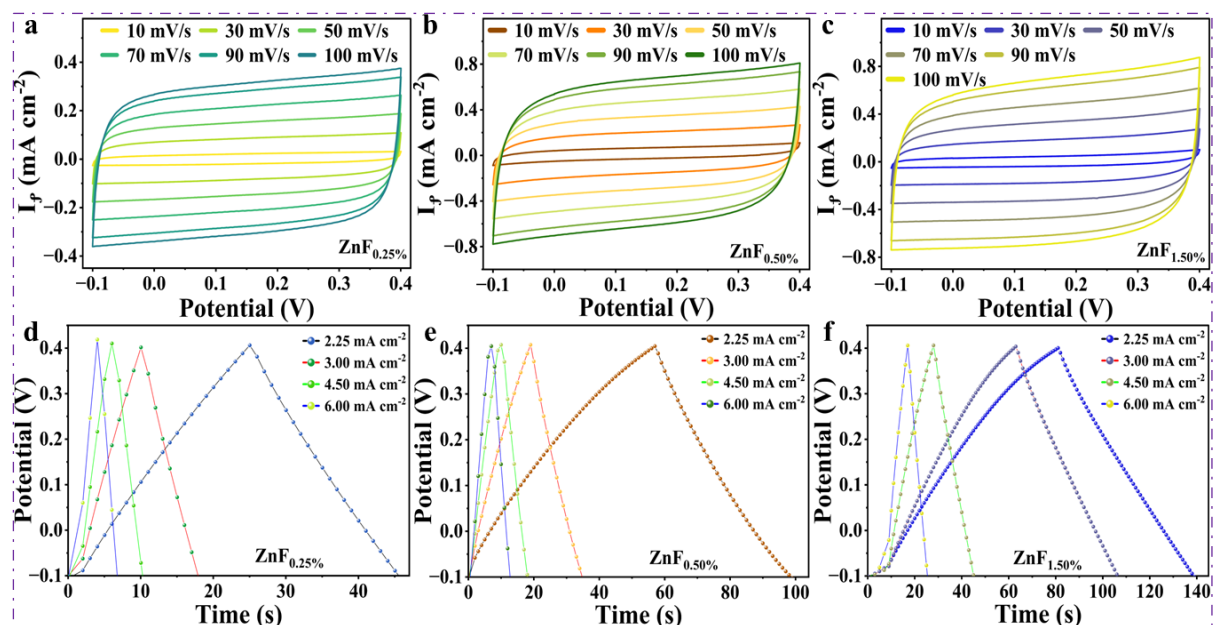 a
10 mV/s 30 mV/s 50 mV/s
70 mV/s 90 mV/s 100 mV/s
I𝒫 (mA cm⁻²)
0.4
0.2
0.0
−0.2
−0.4
ZnF0.25%
−0.1 0.0 0.1 0.2 0.3 0.4
Potential (V)
b
10 mV/s 30 mV/s 50 mV/s
70 mV/s 90 mV/s 100 mV/s
I𝒫 (mA cm⁻²)
0.8
0.4
0.0
−0.4
−0.8
ZnF0.50%
−0.1 0.0 0.1 0.2 0.3 0.4
Potential (V)
c
10 mV/s 30 mV/s 50 mV/s
70 mV/s 90 mV/s
100 mV/s
I𝒫 (mA cm⁻²)
0.8
0.4
0.0
−0.4
−0.8
ZnF1.50%
−0.1 0.0 0.1 0.2 0.3 0.4
Potential (V)
d
2.25 mA cm⁻²
3.00 mA cm⁻²
4.50 mA cm⁻²
6.00 mA cm⁻²
Potential (V)
0.4
0.3
0.2
0.1
0.0
−0.1
ZnF0.25%
0 10 20 30 40
Time (s)
e
2.25 mA cm⁻²
3.00 mA cm⁻²
4.50 mA cm⁻²
6.00 mA cm⁻²
Potential (V)
0.4
0.3
0.2
0.1
0.0
−0.1
ZnF0.50%
0 20 40 60 80 100
Time (s)
f
2.25 mA cm⁻²
3.00 mA cm⁻²
4.50 mA cm⁻²
6.00 mA cm⁻²
Potential (V)
0.4
0.3
0.2
0.1
0.0
−0.1
ZnF1.50%
0 20 40 60 80 100 120 140
Time (s)